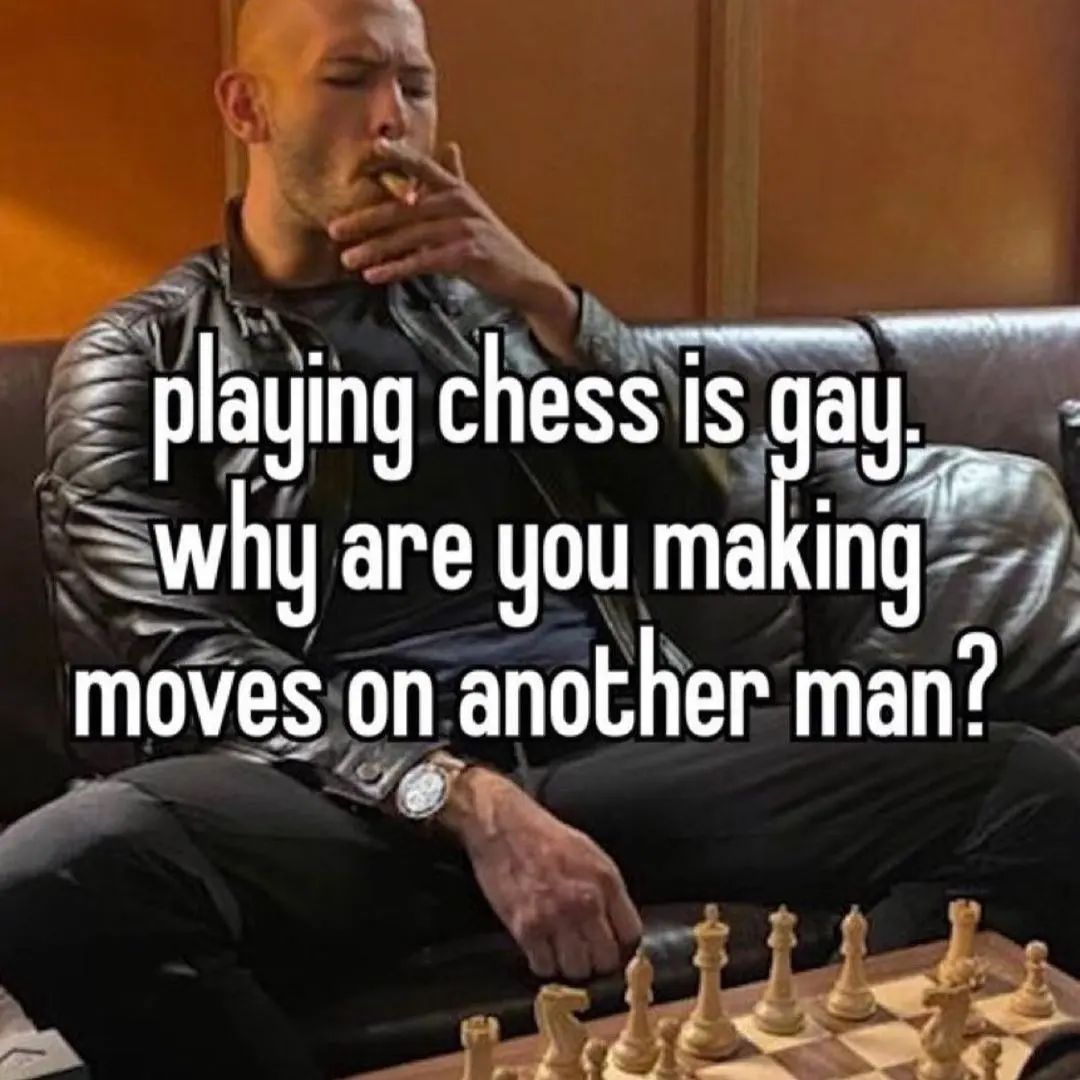 playing chess is gay.
why are you making
moves on another man?